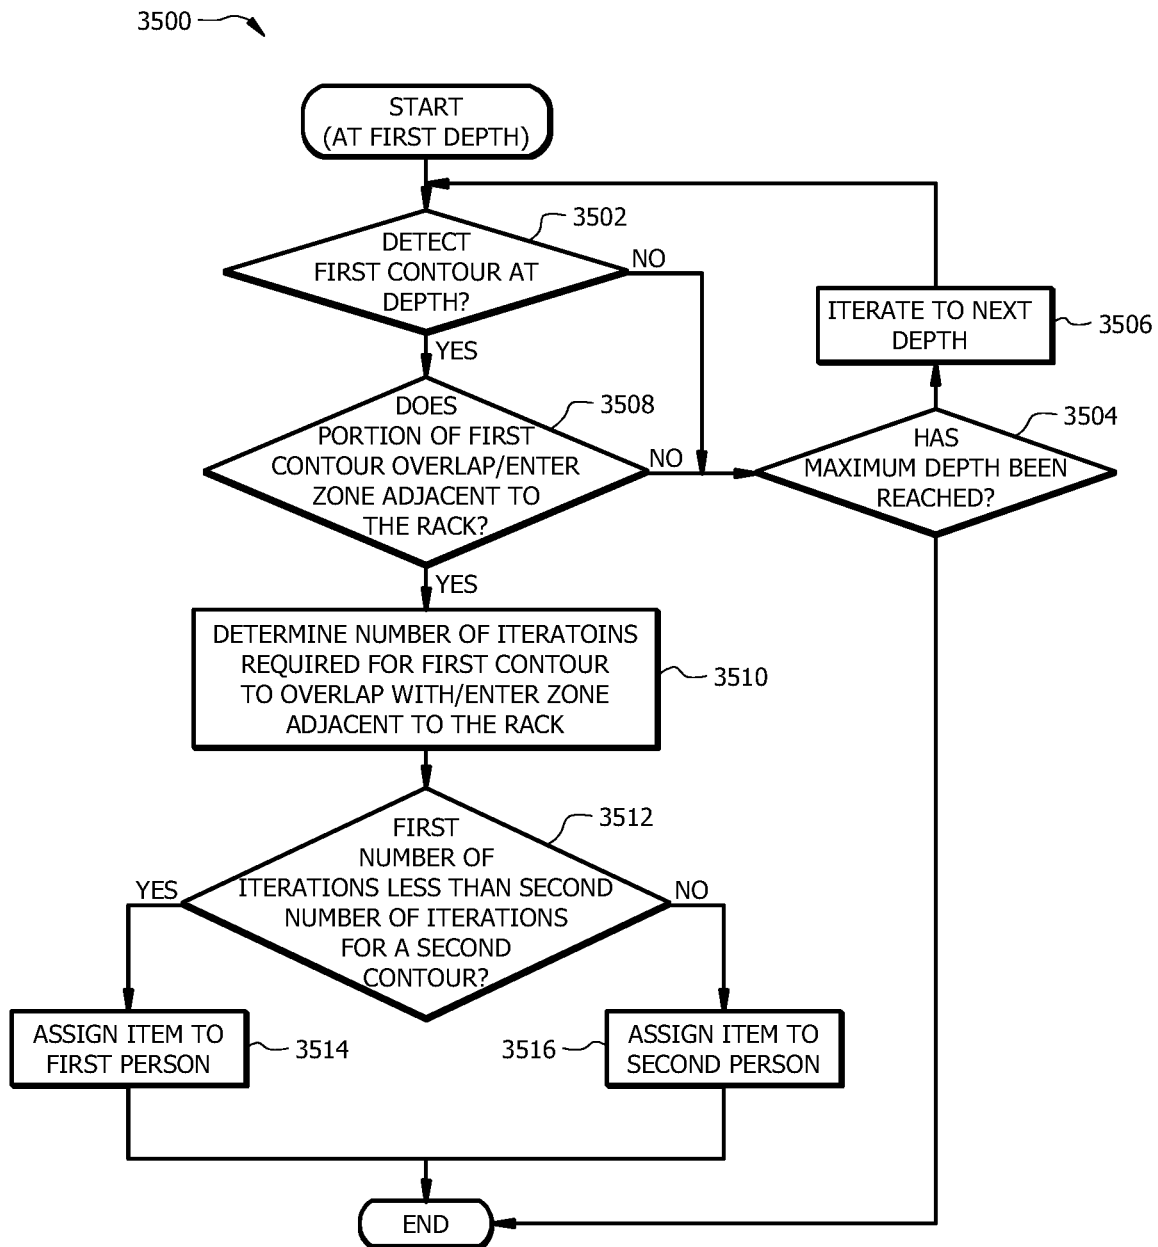 3500
START
(AT FIRST DEPTH)
3502
DETECT
FIRST CONTOUR AT
DEPTH?
NO
YES
ITERATE TO NEXT
DEPTH
3506
DOES
PORTION OF FIRST
CONTOUR OVERLAP/ENTER
ZONE ADJACENT TO
THE RACK?
3508
NO
YES
3504
HAS
MAXIMUM DEPTH BEEN
REACHED?
DETERMINE NUMBER OF ITERATOINS
REQUIRED FOR FIRST CONTOUR
TO OVERLAP WITH/ENTER ZONE
ADJACENT TO THE RACK
3510
3512
FIRST
NUMBER OF
ITERATIONS LESS THAN SECOND
NUMBER OF ITERATIONS
FOR A SECOND
CONTOUR?
YES
NO
ASSIGN ITEM TO
FIRST PERSON
3514
3516
ASSIGN ITEM TO
SECOND PERSON
END